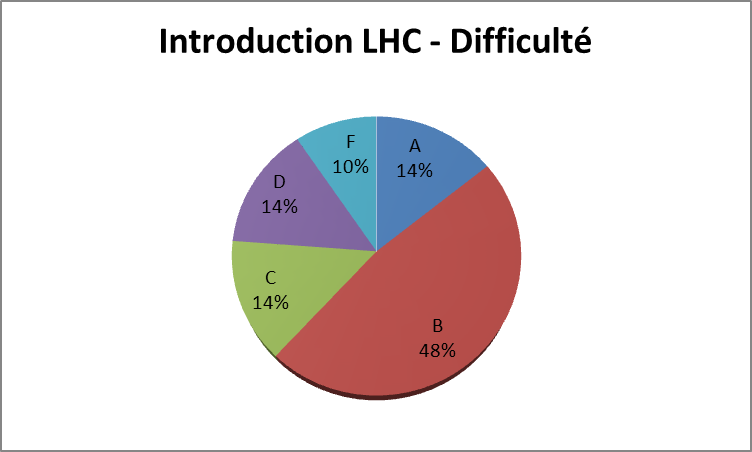 Introduction LHC - Difficulté
F
10%
A
14%
D
14%
C
14%
B
48%